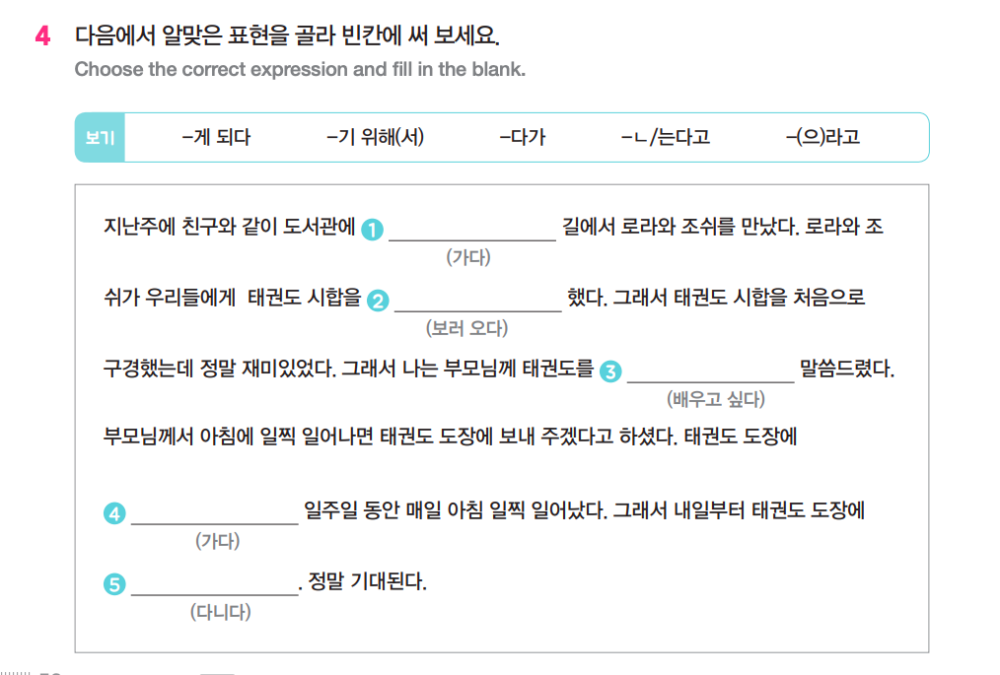 4 다음에서 알맞은 표현을 골라 빈칸에 써 보세요.
Choose the correct expression and fill in the blank.
보기 –게 되다 –기 위해(서) –다가 –ㄴ/는다고 –(으)라고
지난주에 친구와 같이 도서관에 1 ____________ 길에서 로라와 조쉬를 만났다. 로라와 조
(가다)
쉬가 우리들에게 태권도 시합을 2 ____________ 했다. 그래서 태권도 시합을 처음으로
(보러 오다)
구경했는데 정말 재미있었다. 그래서 나는 부모님께 태권도를 3 ____________ 말씀드렸다.
(배우고 싶다)
부모님께서 아침에 일찍 일어나면 태권도 도장에 보내 주겠다고 하셨다. 태권도 도장에
4 ____________ 일주일 동안 매일 아침 일찍 일어났다. 그래서 내일부터 태권도 도장에
(가다)
5 ____________. 정말 기대된다.
(다니다)